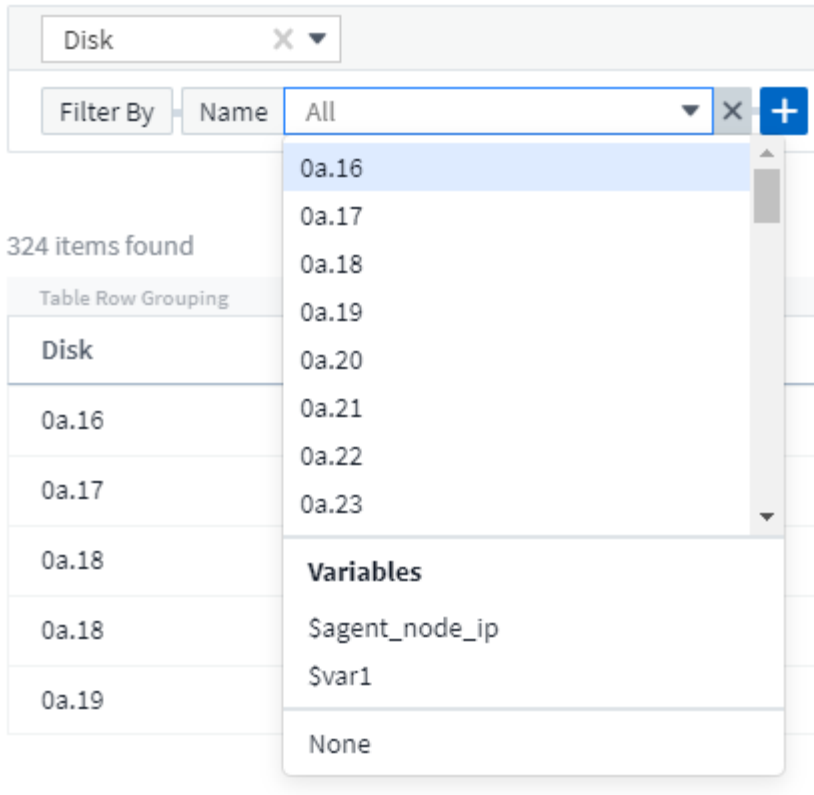 Disk
Filter By Name All
0a.16
0a.17
0a.18
0a.19
0a.20
0a.21
0a.22
0a.23
Variables
$agent_node_ip
$var1
None
324 items found
Table Row Grouping
Disk
0a.16
0a.17
0a.18
0a.18
0a.19